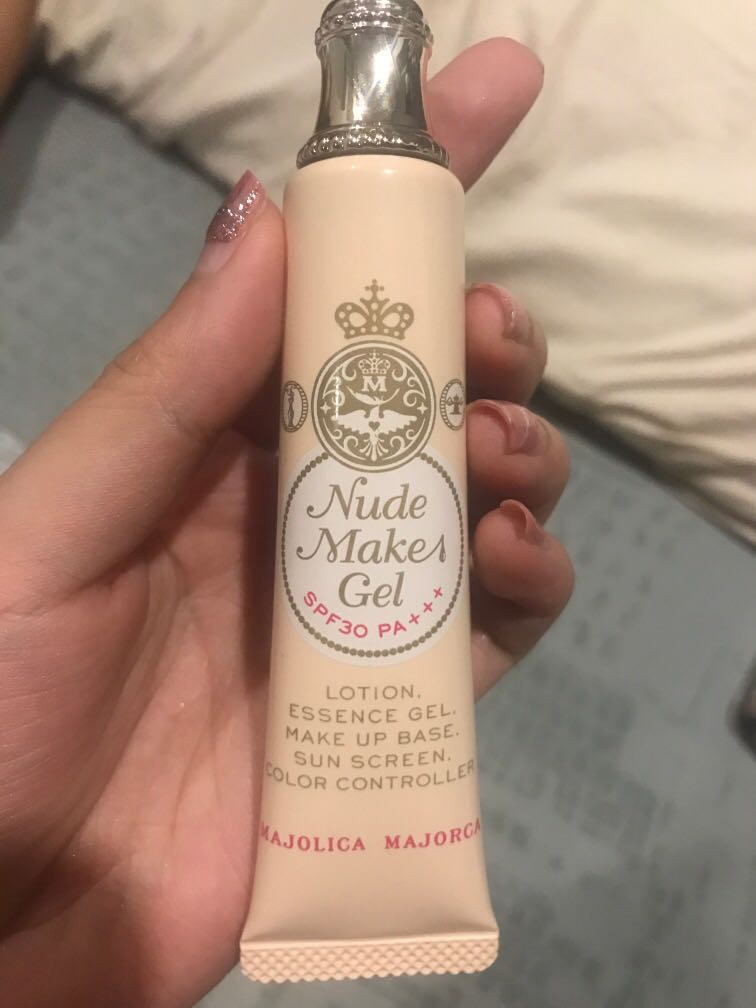 M
Nude
Make
Gel
SPF30 PA+++
LOTION.
ESSENCE GEL.
MAKE UP BASE.
SUN SCREEN.
COLOR CONTROLLER
MAJOLICA MAJORCA